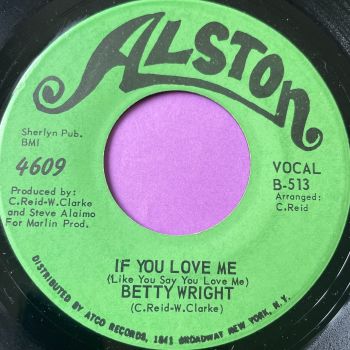 ALSTON
Sherlyn Pub.
BMI
4609
VOCAL
B-513
Produced by:
C.Reid-W.Clarke
and Steve Alaimo
For Marlin Prod.
Arranged:
C.Reid
IF YOU LOVE ME
(Like You Say You Love Me)
BETTY WRIGHT
(C.Reid-W.Clarke)
DISTRIBUTED BY ATCO RECORDS, 1841 BROADWAY NEW YORK, N.Y.